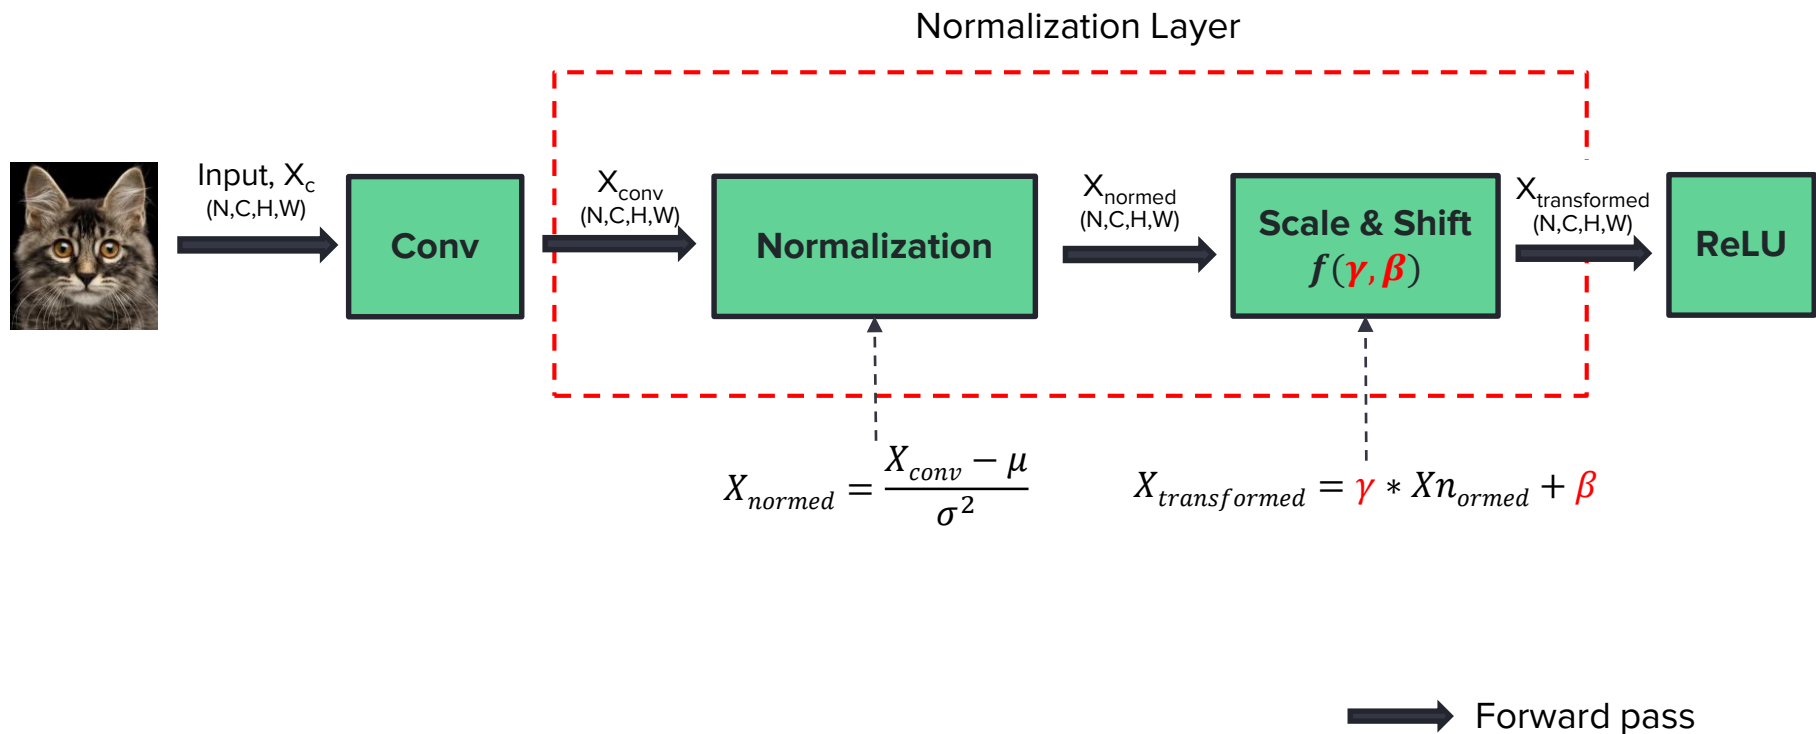 Normalization Layer
Input, X_c
(N,C,H,W)
Conv
X_conv
(N,C,H,W)
Normalization
X_normed
(N,C,H,W)
Scale & Shift
f(γ,β)
X_transformed
(N,C,H,W)
ReLU
X_normed = (X_conv − μ) / σ²
X_transformed = γ * Xn_ormed + β
Forward pass